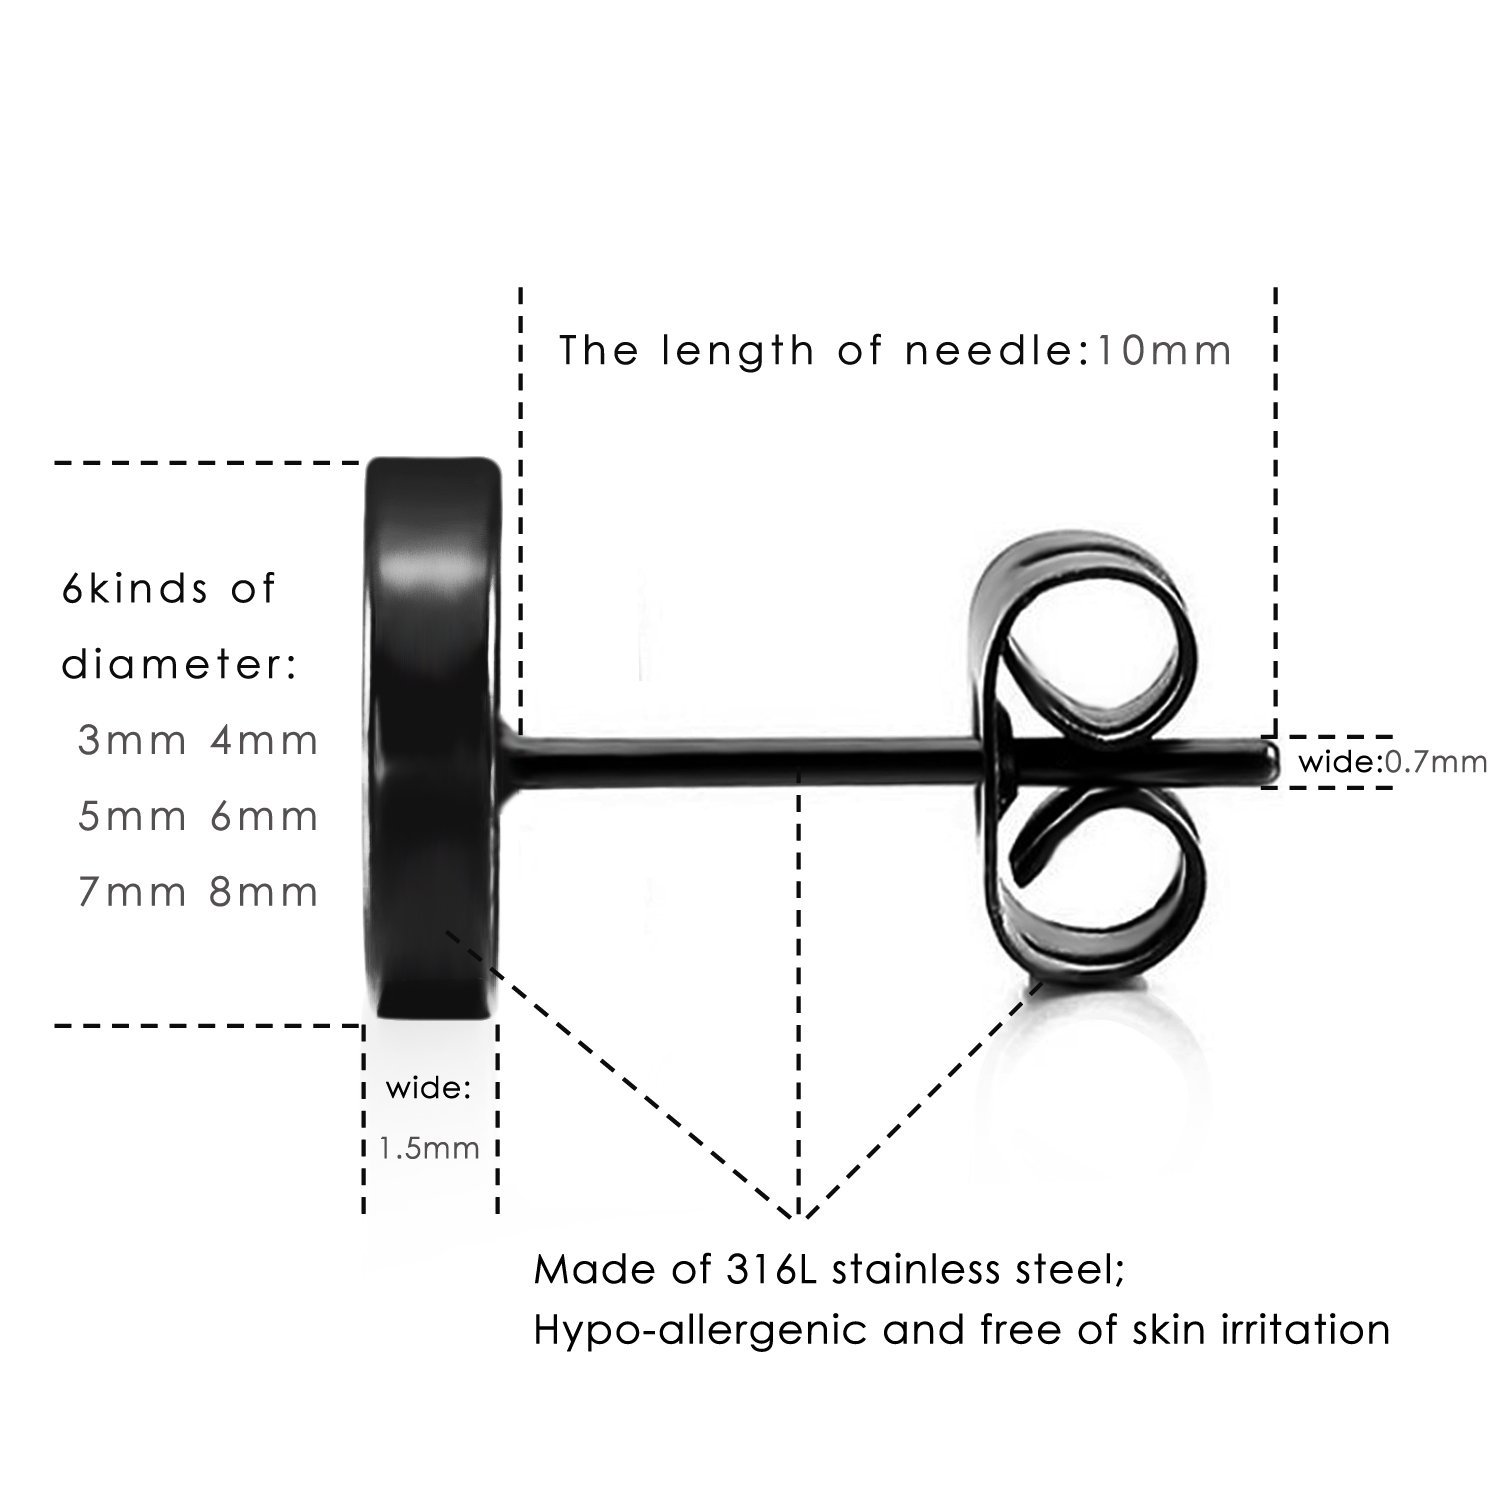 The length of needle:10mm
6kinds of
diameter:
3mm 4mm
5mm 6mm
7mm 8mm
wide:0.7mm
wide:
1.5mm
Made of 316L stainless steel;
Hypo-allergenic and free of skin irritation